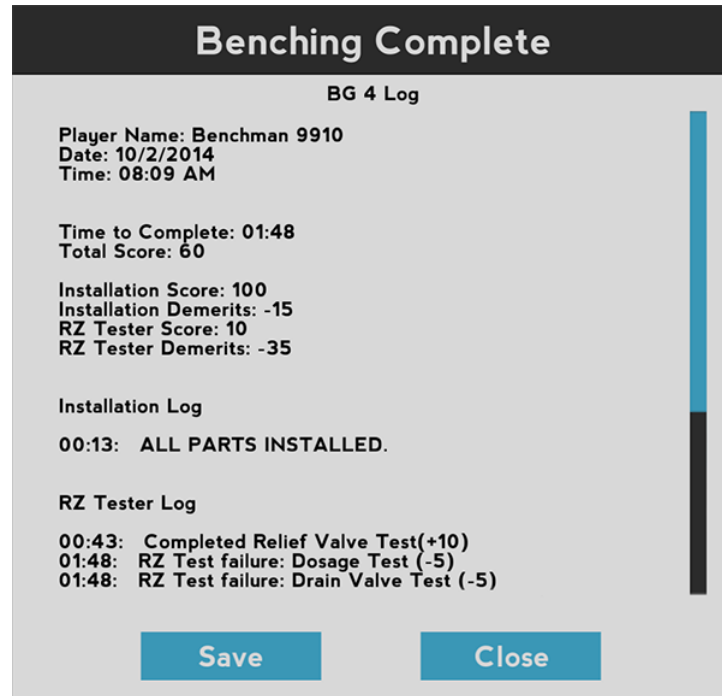 Benching Complete
BG 4 Log
Player Name: Benchman 9910
Date: 10/2/2014
Time: 08:09 AM
Time to Complete: 01:48
Total Score: 60
Installation Score: 100
Installation Demerits: -15
RZ Tester Score: 10
RZ Tester Demerits: -35
Installation Log
00:13: ALL PARTS INSTALLED.
RZ Tester Log
00:43: Completed Relief Valve Test(+10)
01:48: RZ Test failure: Dosage Test (-5)
01:48: RZ Test failure: Drain Valve Test (-5)
Save Close